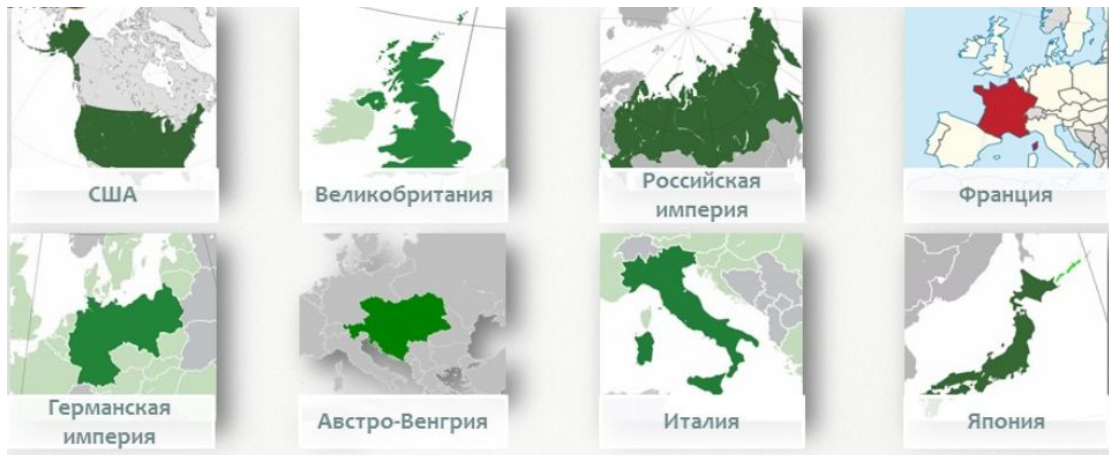 США
Великобритания
Российская
империя
Франция
Германская
империя
Австро-Венгрия
Италия
Япония